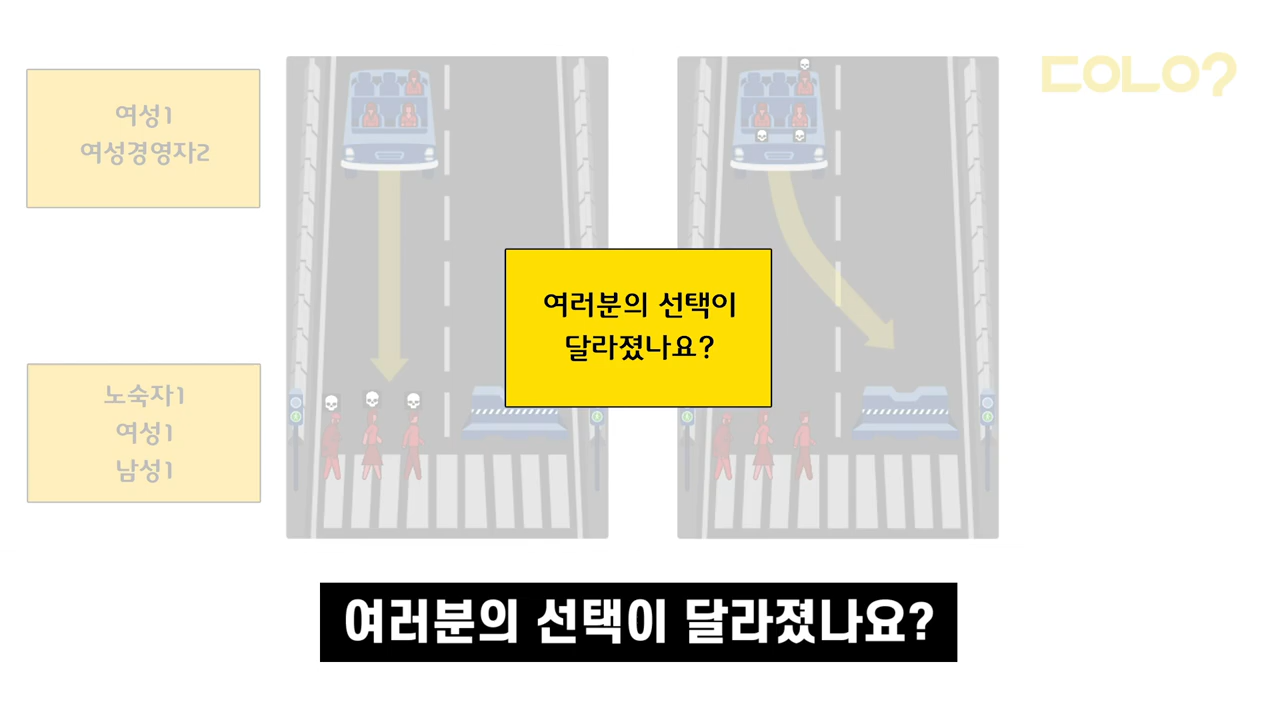 여성1
여성경영자2
노숙자1
여성1
남성1
여러분의 선택이
달라졌나요?
여러분의 선택이 달라졌나요?